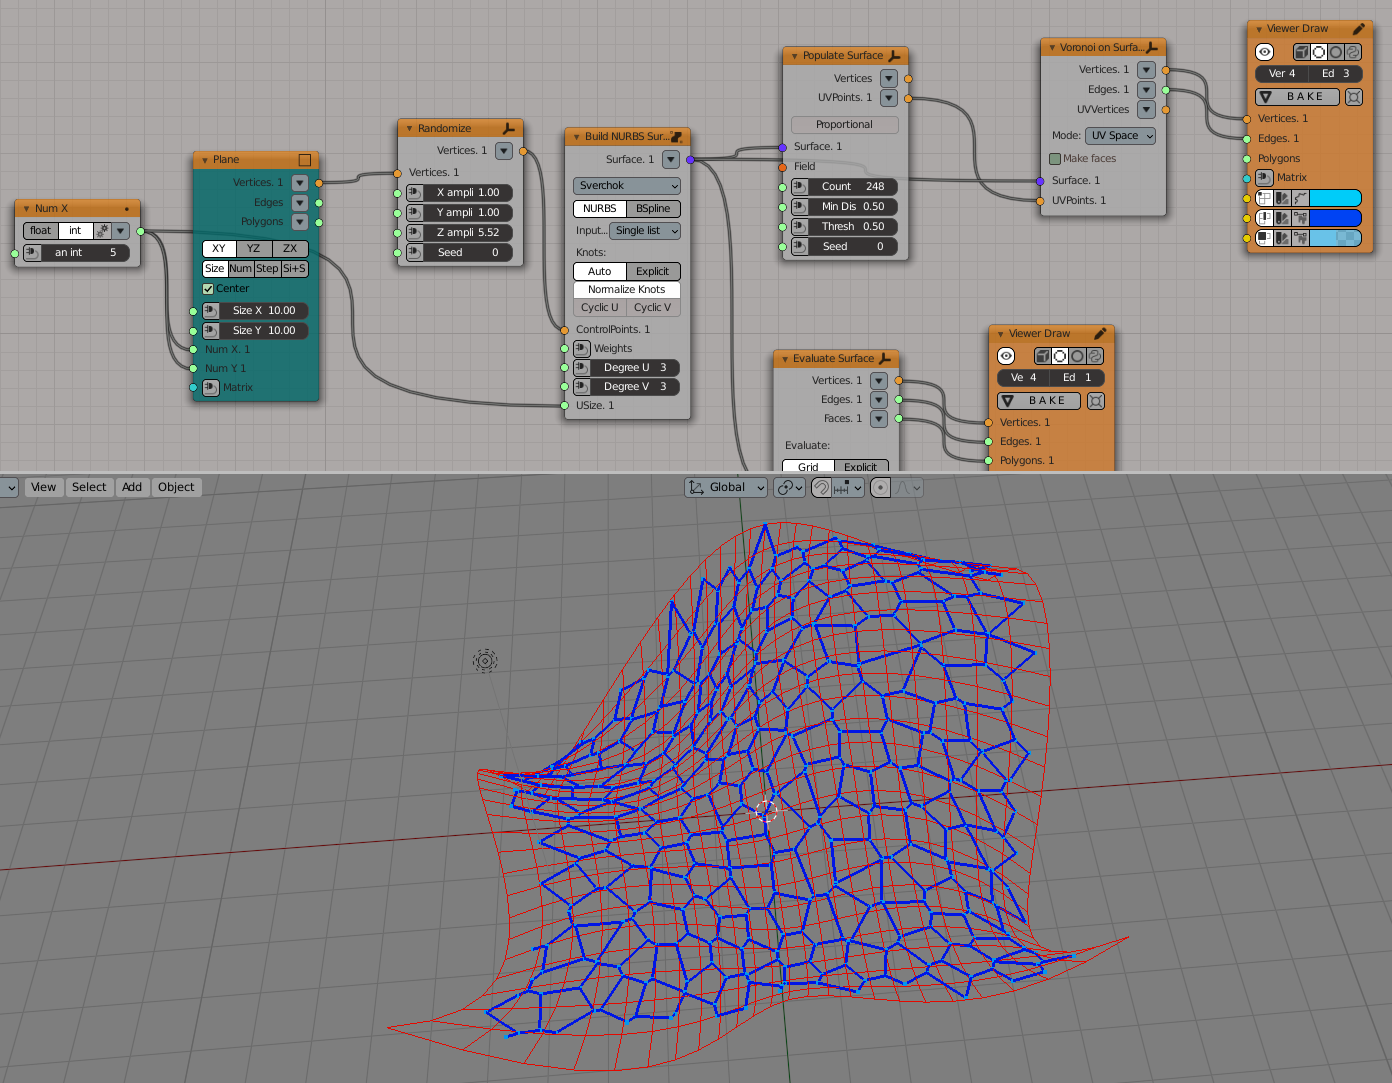 Num X
float int
an int 5
Plane
Vertices. 1
Edges
Polygons
XY YZ ZX
Size Num Step Si+S
Center
Size X 10.00
Size Y 10.00
Num X. 1
Num Y 1
Matrix
Randomize
Vertices. 1
Vertices. 1
X ampli 1.00
Y ampli 1.00
Z ampli 5.52
Seed 0
Build NURBS Sur...
Surface. 1
Sverchok
NURBS BSpline
Input... Single list
Knots:
Auto Explicit
Normalize Knots
Cyclic U Cyclic V
ControlPoints. 1
Weights
Degree U 3
Degree V 3
USize. 1
Populate Surface
Vertices
UVPoints. 1
Proportional
Surface. 1
Field
Count 248
Min Dis 0.50
Thresh 0.50
Seed 0
Evaluate Surface
Vertices. 1
Edges. 1
Faces. 1
Evaluate:
Grid Explicit
Voronoi on Surfa...
Vertices. 1
Edges. 1
UVVertices
Mode: UV Space
Make faces
Surface. 1
UVPoints. 1
Viewer Draw
Ver 4 Ed 3
BAKE
Vertices. 1
Edges. 1
Polygons
Matrix
Viewer Draw
Ve 4 Ed 1
BAKE
Vertices. 1
Edges. 1
Polygons. 1
View Select Add Object
Global